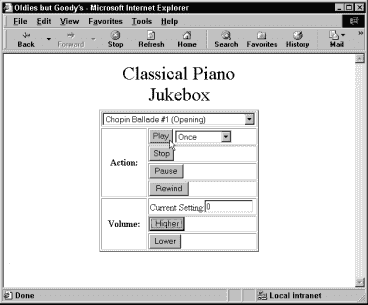 Oldies but Goody's - Microsoft Internet Explorer
File Edit View Favorites Tools Help
Back Forward Stop Refresh Home Search Favorites History Mail
Classical Piano
Jukebox
Chopin Ballade #1 (Opening)
Action:
Play Once
Stop
Pause
Rewind
Volume:
Current Setting: 0
Higher
Lower
Done Local intranet